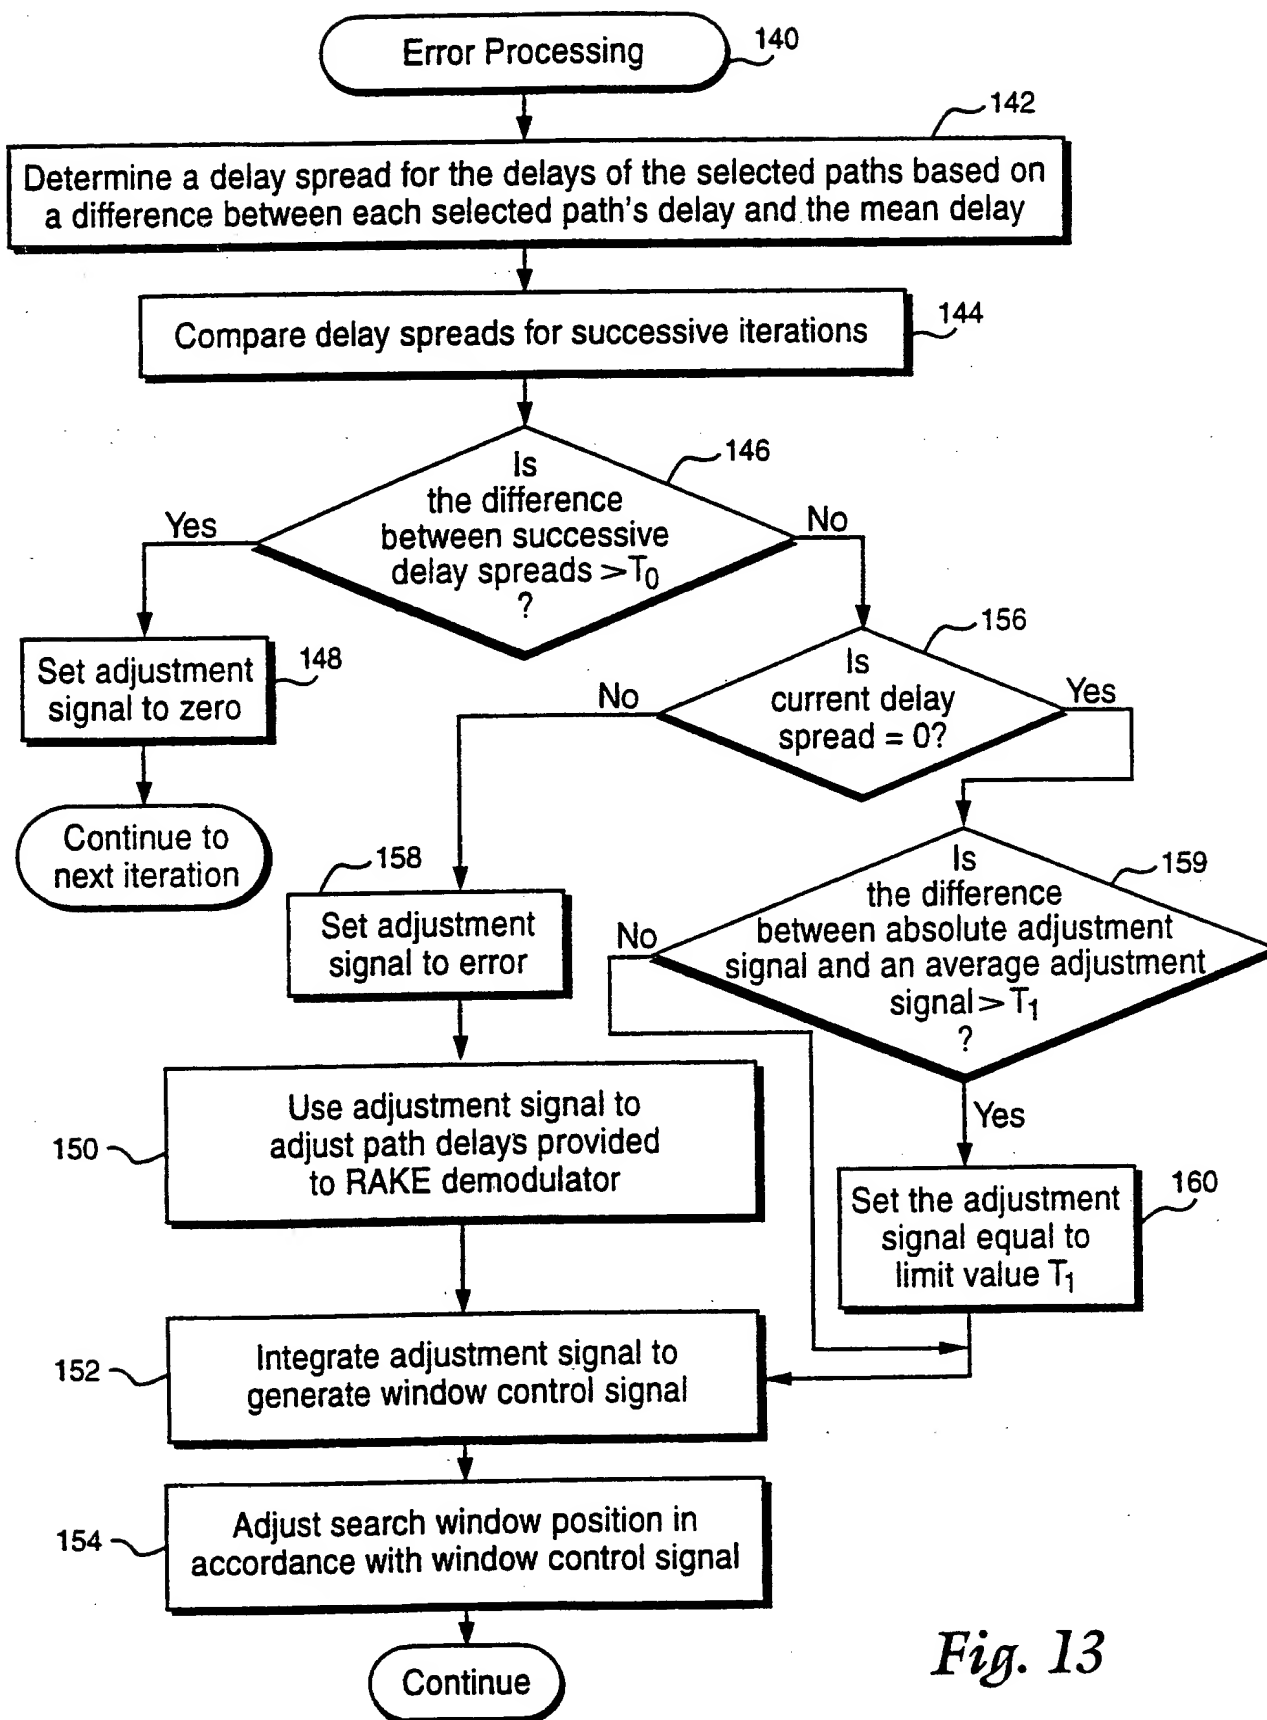 Error Processing
140
142
Determine a delay spread for the delays of the selected paths based on
a difference between each selected path's delay and the mean delay
Compare delay spreads for successive iterations
144
146
Is
the difference
between successive
delay spreads >T0
?
Yes
No
Set adjustment
signal to zero
148
Continue to
next iteration
156
Is
current delay
spread = 0?
No
Yes
158
Set adjustment
signal to error
159
Is
the difference
between absolute adjustment
signal and an average adjustment
signal > T1
?
No
Yes
150
Use adjustment signal to
adjust path delays provided
to RAKE demodulator
160
Set the adjustment
signal equal to
limit value T1
152
Integrate adjustment signal to
generate window control signal
154
Adjust search window position in
accordance with window control signal
Continue
Fig. 13